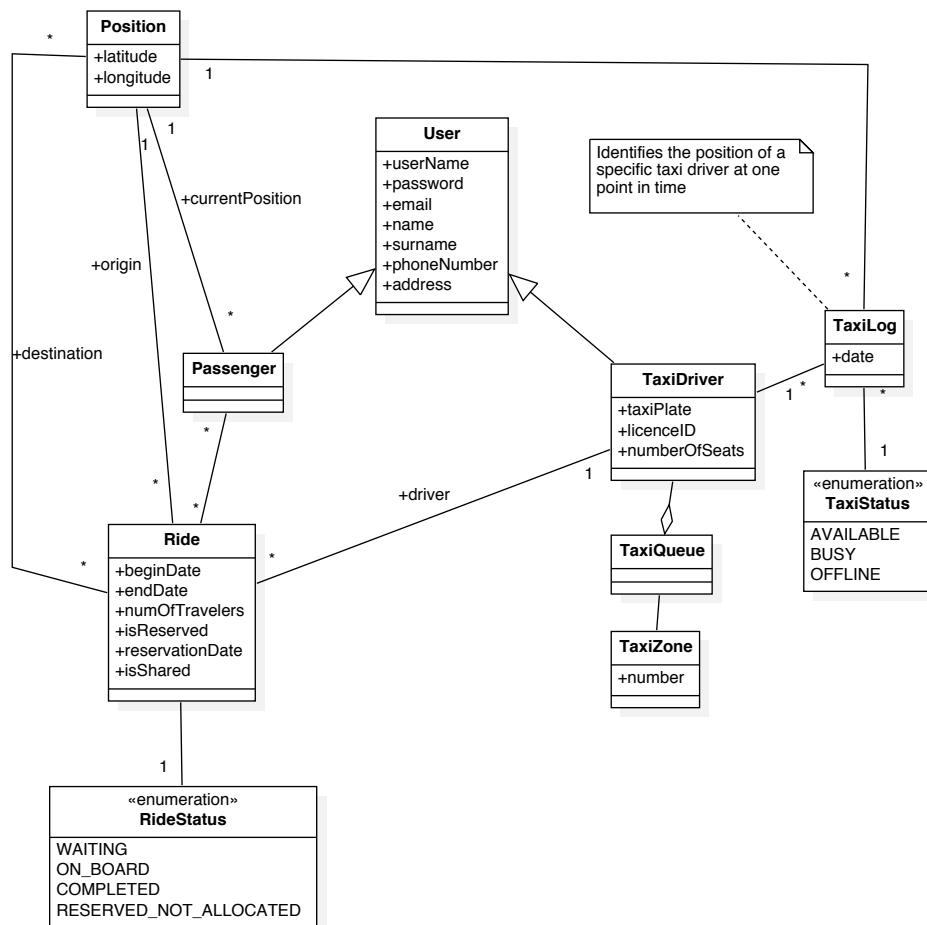 Position
+latitude
+longitude
*
1
1
1
+currentPosition
+origin
+destination
User
+userName
+password
+email
+name
+surname
+phoneNumber
+address
Identifies the position of a
specific taxi driver at one
point in time
*
*
TaxiLog
+date
Passenger
TaxiDriver
+taxiPlate
+licenceID
+numberOfSeats
1
*
*
1
*
*
*
+driver
1
*
*
Ride
+beginDate
+endDate
+numOfTravelers
+isReserved
+reservationDate
+isShared
«enumeration»
TaxiStatus
AVAILABLE
BUSY
OFFLINE
TaxiQueue
TaxiZone
+number
1
«enumeration»
RideStatus
WAITING
ON_BOARD
COMPLETED
RESERVED_NOT_ALLOCATED